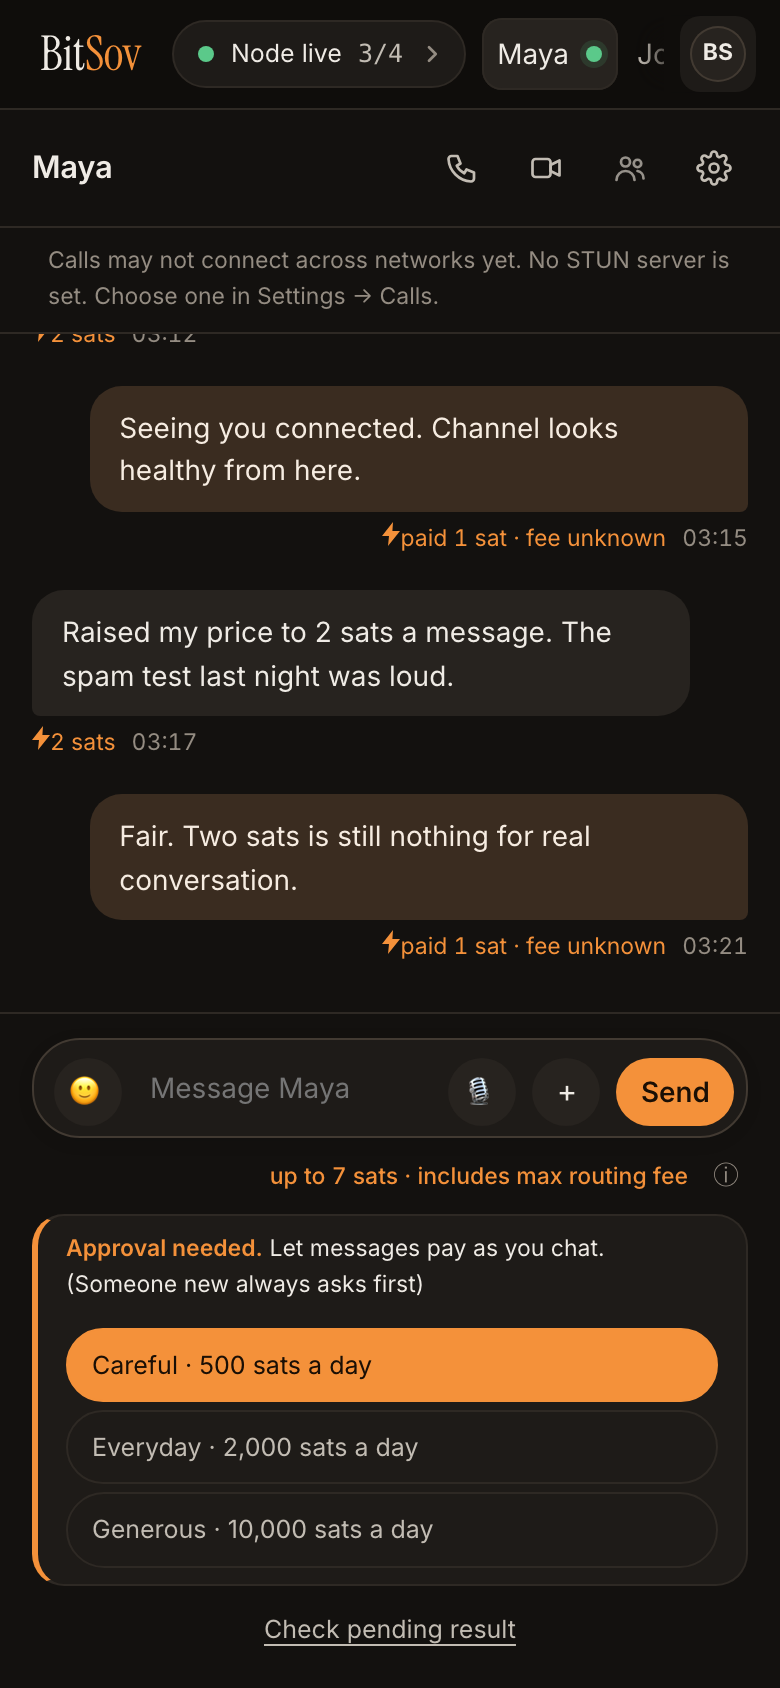 BitSov
Node live 3/4 >
Maya
Jo
BS
Maya
Calls may not connect across networks yet. No STUN server is
set. Choose one in Settings → Calls.
2 sats 03:12
Seeing you connected. Channel looks
healthy from here.
⚡paid 1 sat · fee unknown 03:15
Raised my price to 2 sats a message. The
spam test last night was loud.
⚡2 sats 03:17
Fair. Two sats is still nothing for real
conversation.
⚡paid 1 sat · fee unknown 03:21
Message Maya
+
Send
up to 7 sats · includes max routing fee ⓘ
Approval needed. Let messages pay as you chat.
(Someone new always asks first)
Careful · 500 sats a day
Everyday · 2,000 sats a day
Generous · 10,000 sats a day
Check pending result